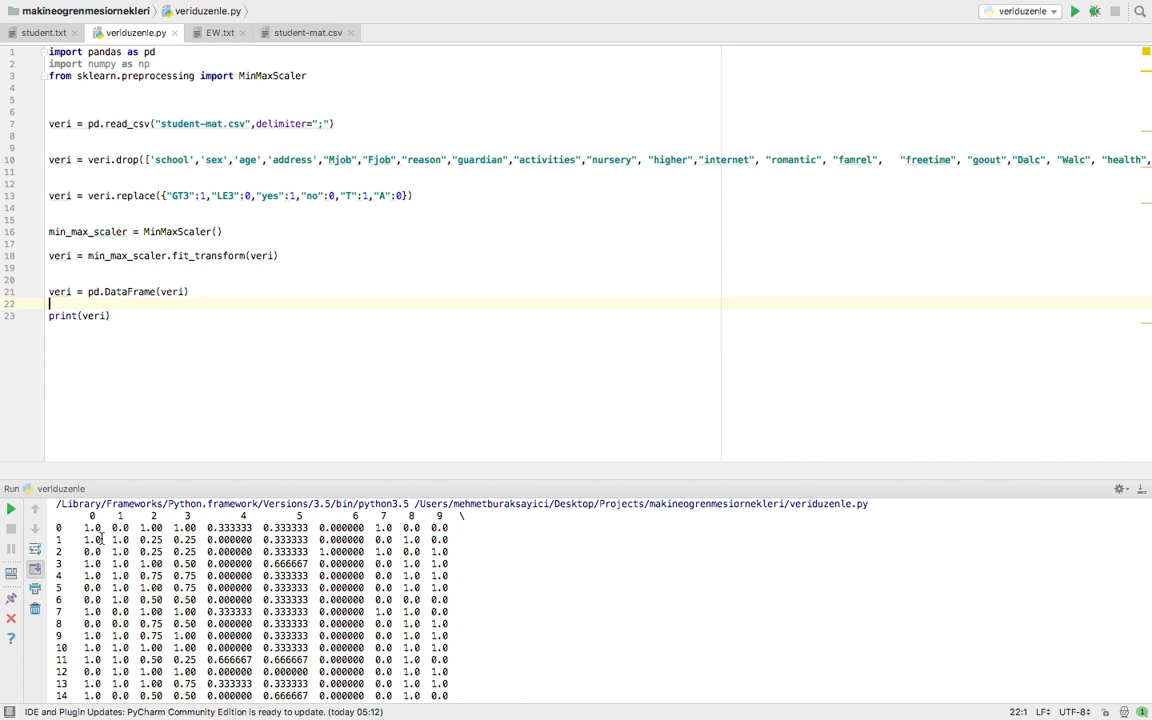 makineogrenmesiornekleri veriduzenle.py veriduzenle
student.txt veriduzenle.py EW.txt student-mat.csv
1 import pandas as pd
2 import numpy as np
3 from sklearn.preprocessing import MinMaxScaler
4
5
6
7 veri = pd.read_csv("student-mat.csv",delimiter=";")
8
9
10 veri = veri.drop(['school','sex','age','address',"Mjob","Fjob","reason","guardian","activities","nursery", "higher","internet", "romantic", "famrel", "freetime", "goout","Dalc", "Walc", "health",
11
12
13 veri = veri.replace({"GT3":1,"LE3":0,"yes":1,"no":0,"T":1,"A":0})
14
15
16 min_max_scaler = MinMaxScaler()
17
18 veri = min_max_scaler.fit_transform(veri)
19
20
21 veri = pd.DataFrame(veri)
22
23 print(veri)
Run veriduzenle
/Library/Frameworks/Python.framework/Versions/3.5/bin/python3.5 /Users/mehmetburaksayici/Desktop/Projects/makineogrenmesiornekleri/veriduzenle.py
0 1 2 3 4 5 6 7 8 9 \
0 1.0 0.0 1.00 1.00 0.333333 0.333333 0.000000 1.0 0.0 0.0
1 1.0 1.0 0.25 0.25 0.000000 0.333333 0.000000 0.0 1.0 0.0
2 0.0 1.0 0.25 0.25 0.000000 0.333333 1.000000 1.0 0.0 1.0
3 1.0 1.0 1.00 0.50 0.000000 0.666667 0.000000 0.0 1.0 1.0
4 1.0 1.0 0.75 0.75 0.000000 0.333333 0.000000 0.0 1.0 1.0
5 0.0 1.0 1.00 0.75 0.000000 0.333333 0.000000 0.0 1.0 1.0
6 0.0 1.0 0.50 0.50 0.000000 0.333333 0.000000 0.0 0.0 0.0
7 1.0 0.0 1.00 1.00 0.333333 0.333333 0.000000 1.0 1.0 0.0
8 0.0 0.0 0.75 0.50 0.000000 0.333333 0.000000 0.0 1.0 1.0
9 1.0 1.0 0.75 1.00 0.000000 0.333333 0.000000 0.0 1.0 1.0
10 1.0 1.0 1.00 1.00 0.000000 0.333333 0.000000 0.0 1.0 1.0
11 1.0 1.0 0.50 0.25 0.666667 0.666667 0.000000 0.0 1.0 0.0
12 0.0 1.0 1.00 1.00 0.000000 0.000000 0.000000 0.0 1.0 1.0
13 1.0 1.0 1.00 0.75 0.333333 0.333333 0.000000 0.0 1.0 1.0
14 1.0 0.0 0.50 0.50 0.000000 0.666667 0.000000 0.0 1.0 0.0
IDE and Plugin Updates: PyCharm Community Edition is ready to update. (today 05:12) 22:1 LF÷ UTF-8÷ 1